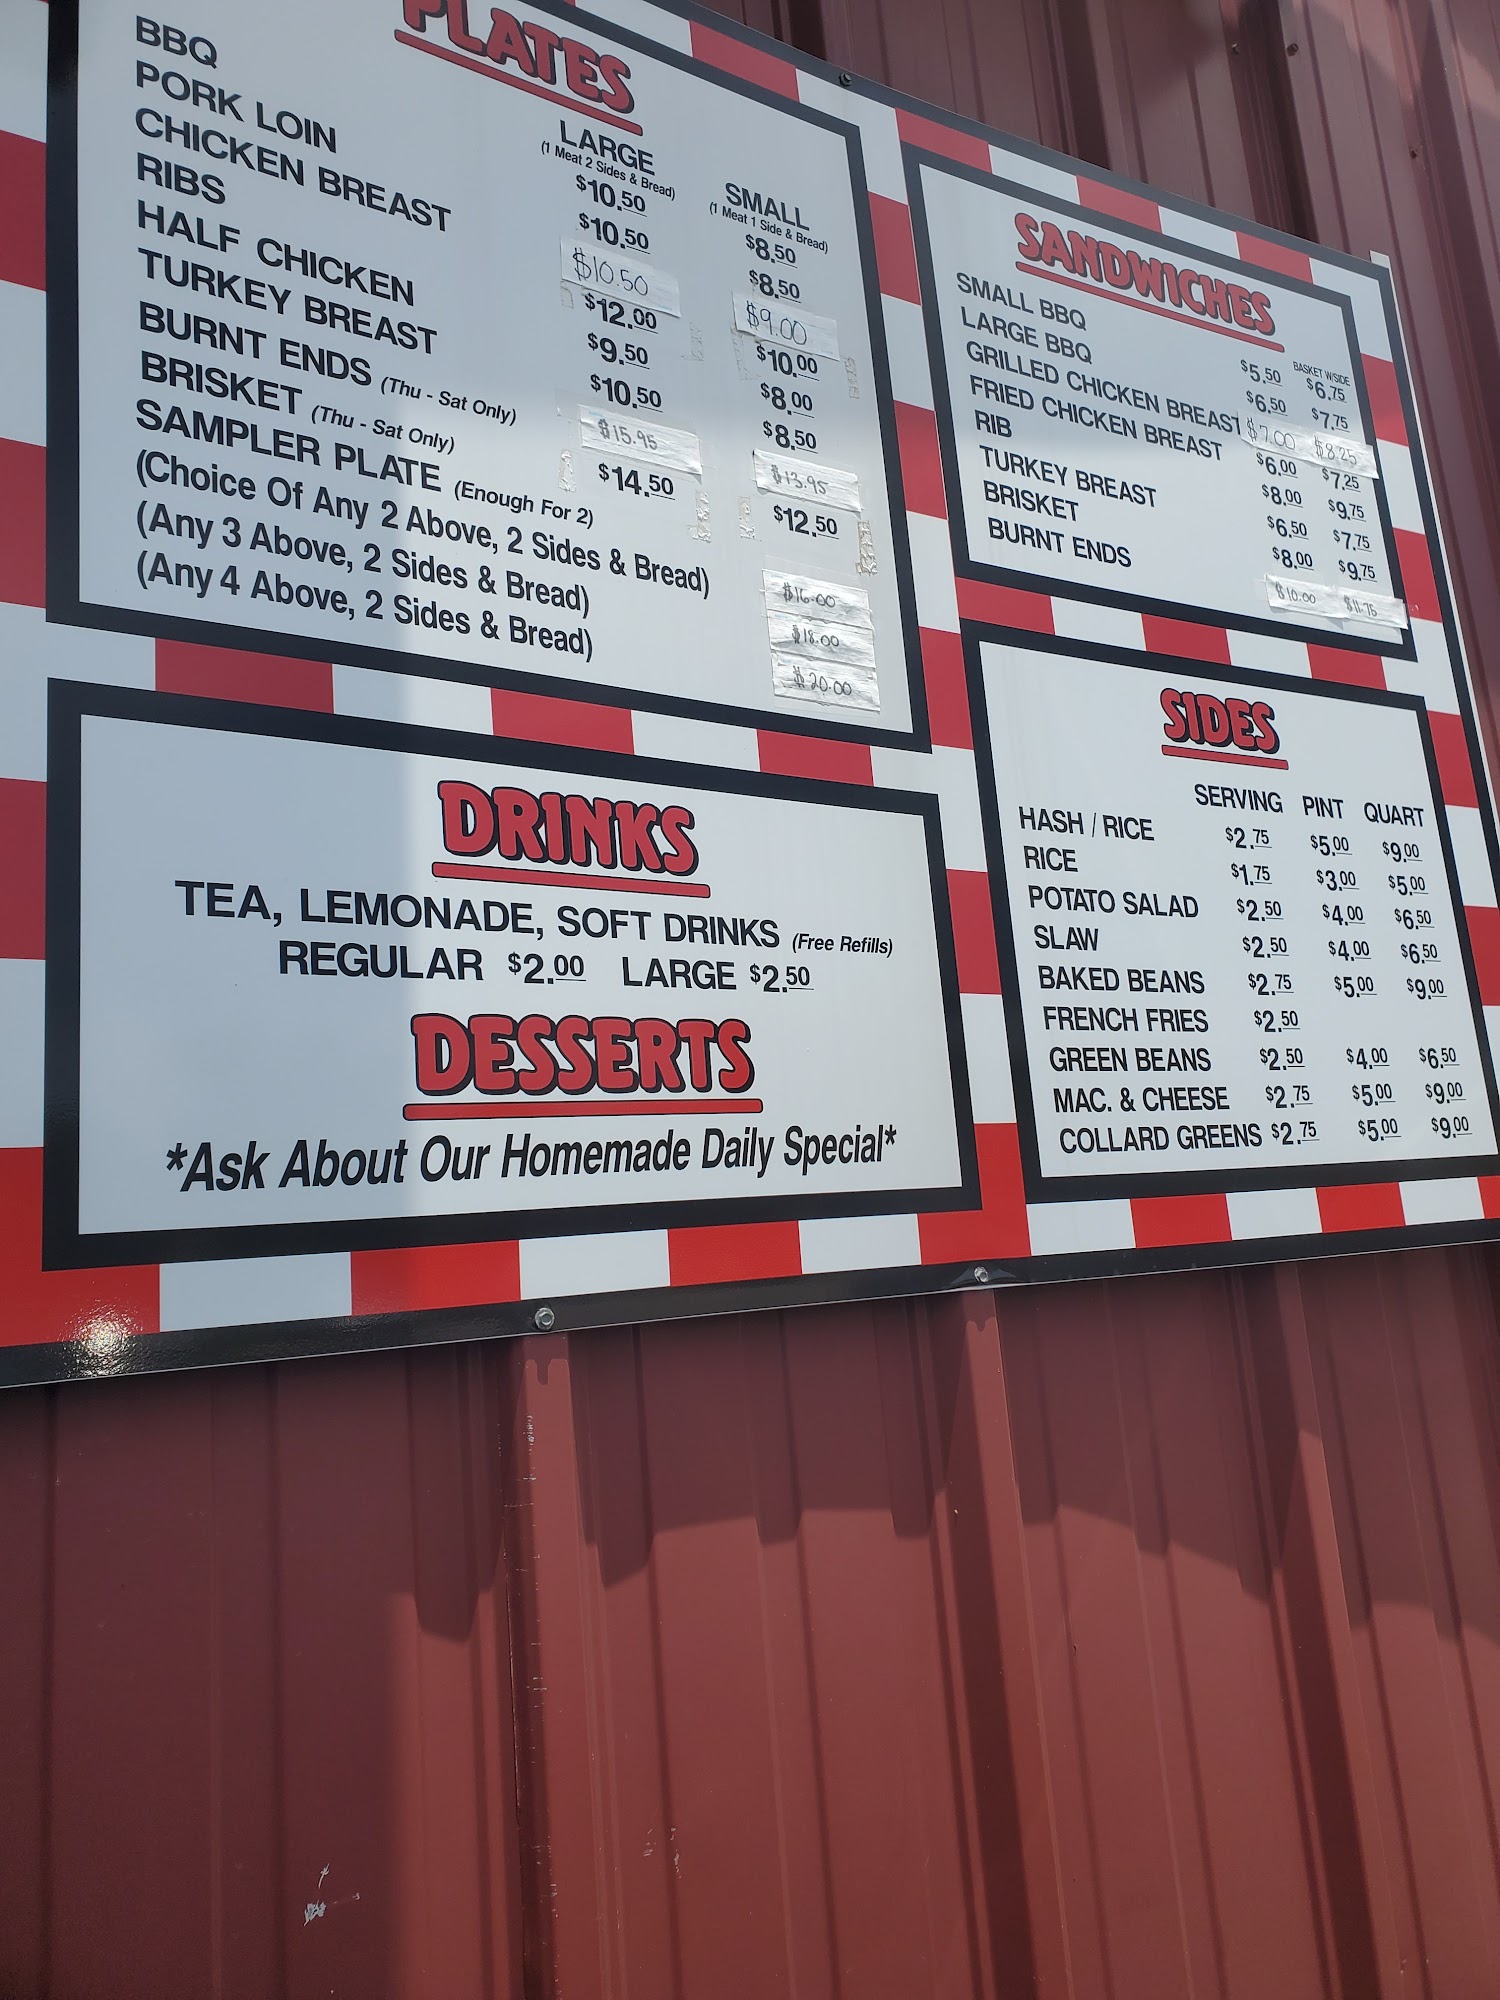 PLATES
LARGE SMALL
(1 Meat 2 Sides & Bread) (1 Meat 1 Side & Bread)
BBQ $10.50 $8.50
PORK LOIN $10.50 $8.50
CHICKEN BREAST $10.50 $9.00
RIBS $12.00 $10.00
HALF CHICKEN $9.50 $8.00
TURKEY BREAST $10.50 $8.50
BURNT ENDS (Thu - Sat Only) $15.95 $13.95
BRISKET (Thu - Sat Only) $14.50 $12.50
SAMPLER PLATE (Enough For 2)
(Choice Of Any 2 Above, 2 Sides & Bread) $16.00
(Any 3 Above, 2 Sides & Bread) $18.00
(Any 4 Above, 2 Sides & Bread) $20.00
SANDWICHES
BASKET W/SIDE
SMALL BBQ $5.50 $6.75
LARGE BBQ $6.50 $7.75
GRILLED CHICKEN BREAST $7.00 $8.25
FRIED CHICKEN BREAST $6.00 $7.25
RIB $8.00 $9.75
TURKEY BREAST $6.50 $7.75
BRISKET $8.00 $9.75
BURNT ENDS $10.00 $11.75
DRINKS
TEA, LEMONADE, SOFT DRINKS (Free Refills)
REGULAR $2.00 LARGE $2.50
DESSERTS
*Ask About Our Homemade Daily Special*
SIDES
SERVING PINT QUART
HASH / RICE $2.75 $5.00 $9.00
RICE $1.75 $3.00 $5.00
POTATO SALAD $2.50 $4.00 $6.50
SLAW $2.50 $4.00 $6.50
BAKED BEANS $2.75 $5.00 $9.00
FRENCH FRIES $2.50
GREEN BEANS $2.50 $4.00 $6.50
MAC. & CHEESE $2.75 $5.00 $9.00
COLLARD GREENS $2.75 $5.00 $9.00